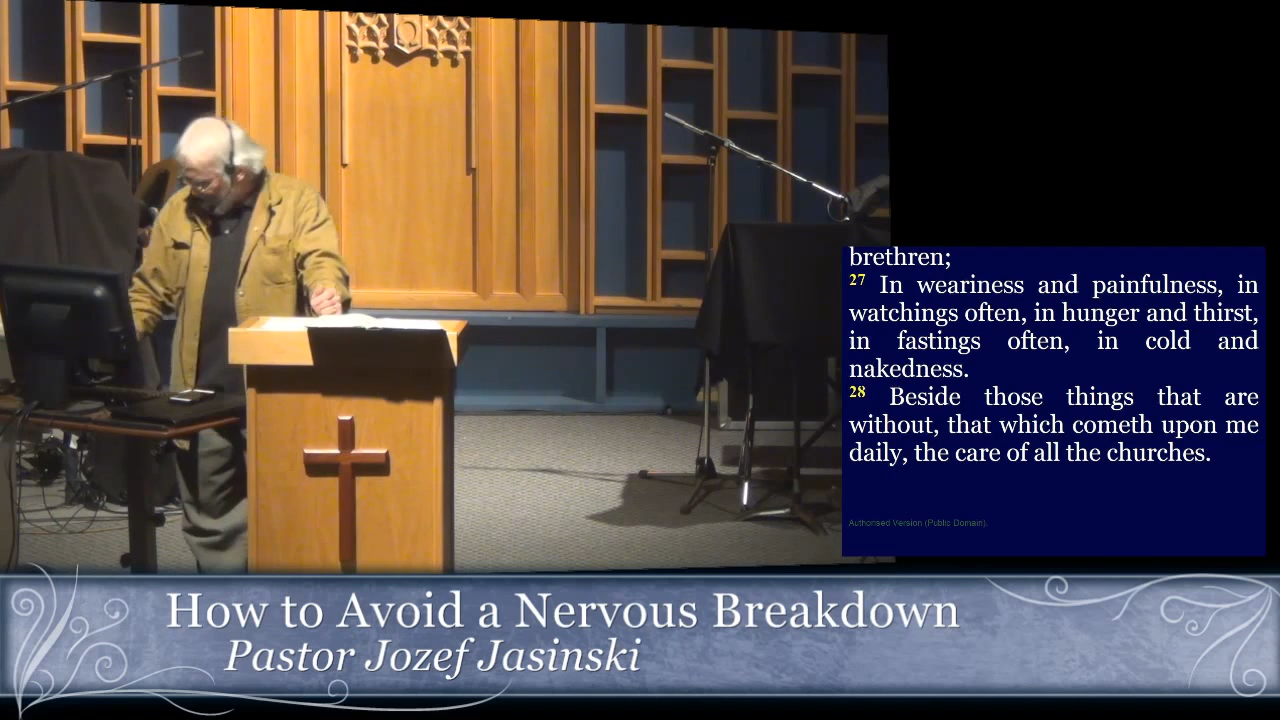 brethren;
27 In weariness and painfulness, in
watchings often, in hunger and thirst,
in fastings often, in cold and
nakedness.
28 Beside those things that are
without, that which cometh upon me
daily, the care of all the churches.
Authorised Version (Public Domain).
How to Avoid a Nervous Breakdown
Pastor Jozef Jasinski